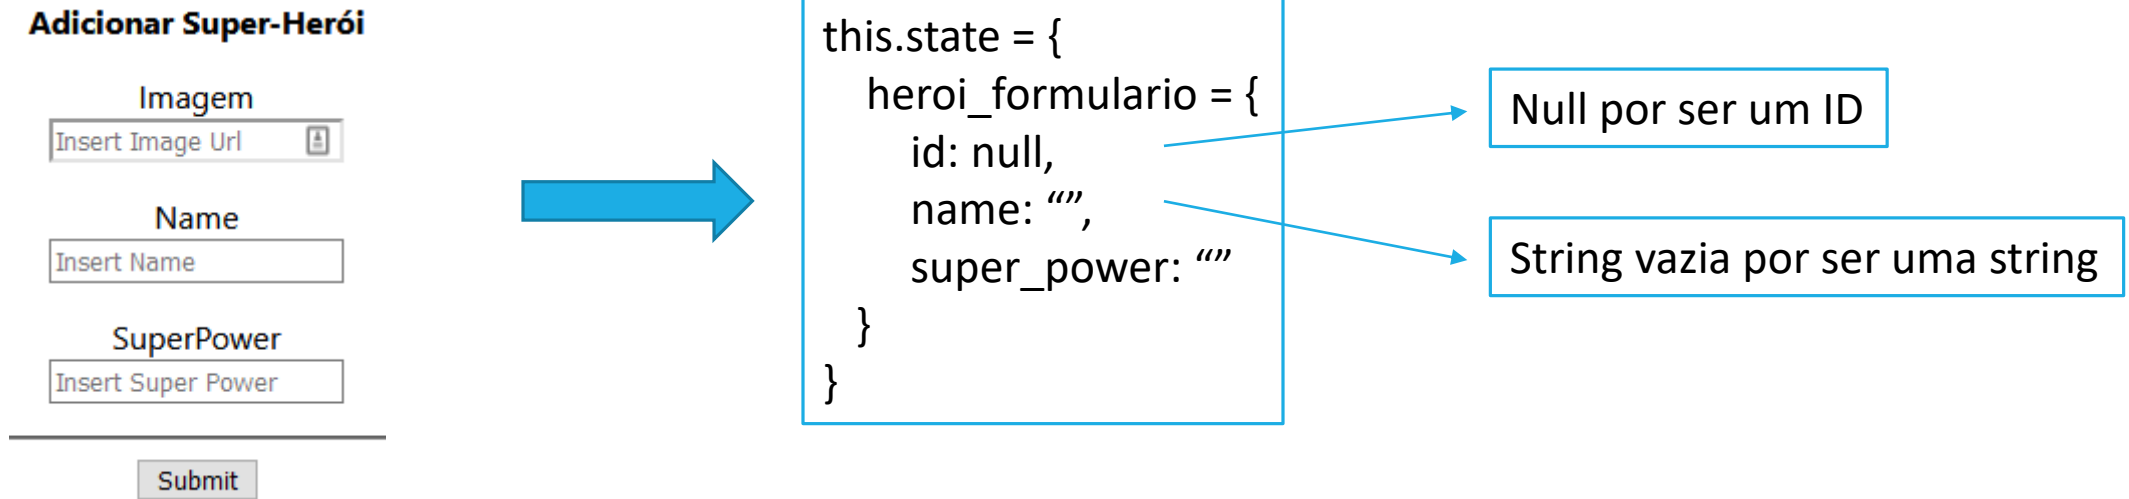 Adicionar Super-Herói
Imagem
Insert Image Url
Name
Insert Name
SuperPower
Insert Super Power
Submit
this.state = {
heroi_formulario = {
id: null,
name: “”,
super_power: “”
}
}
Null por ser um ID
String vazia por ser uma string